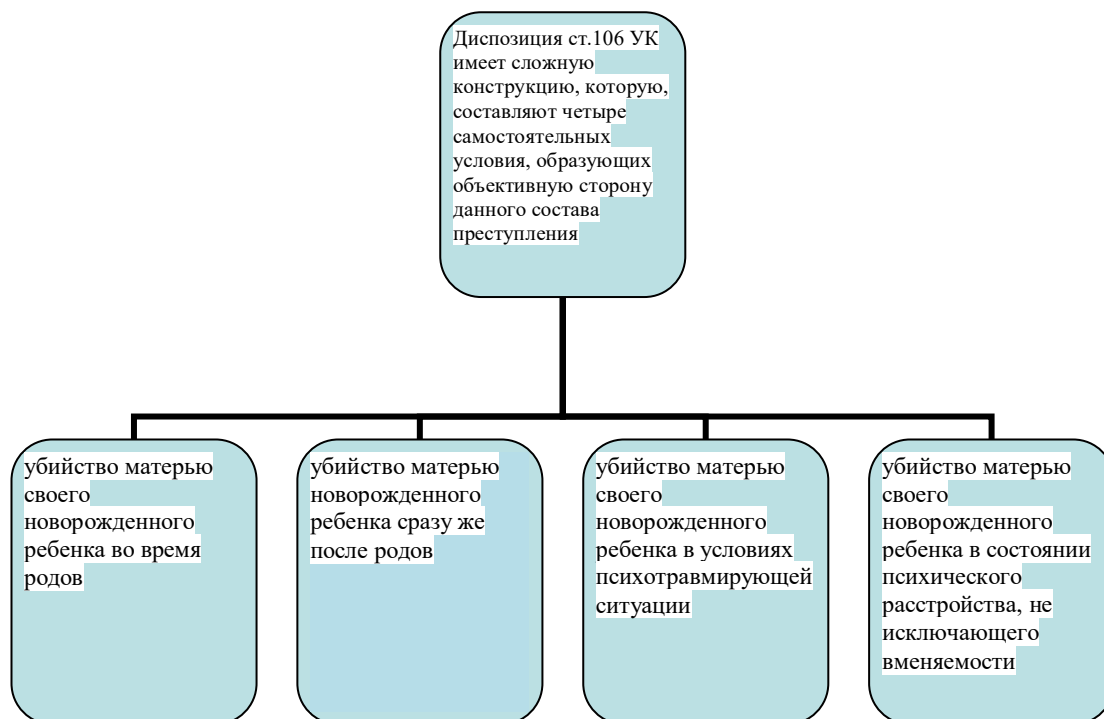 Диспозиция ст.106 УК
имеет сложную
конструкцию, которую,
составляют четыре
самостоятельных
условия, образующих
объективную сторону
данного состава
преступления
убийство матерью
своего
новорожденного
ребенка во время
родов
убийство матерью
новорожденного
ребенка сразу же
после родов
убийство матерью
своего
новорожденного
ребенка в условиях
психотравмирующей
ситуации
убийство матерью
своего
новорожденного
ребенка в состоянии
психического
расстройства, не
исключающего
вменяемости